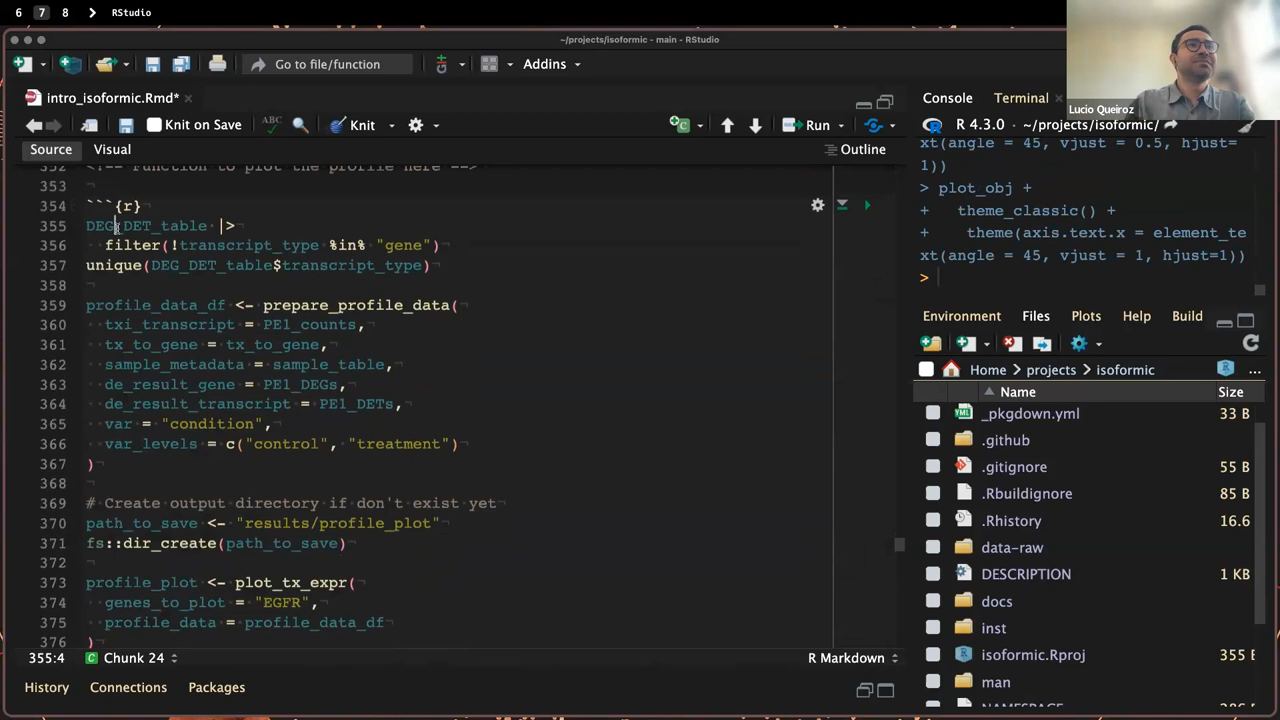 6 7 8 RStudio
~/projects/isoformic - main - RStudio
Go to file/function
Addins
Lucio Queiroz
intro_isoformic.Rmd*
Knit on Save
ABC
Knit
Run
Source
Visual
Outline
352 <!-- Function to plot the profile here -->
353
354 ```{r}
355 DEG_DET_table |>
356 filter(!transcript_type %in% "gene")
357 unique(DEG_DET_table$transcript_type)
358
359 profile_data_df <- prepare_profile_data(
360 txi_transcript = PE1_counts,
361 tx_to_gene = tx_to_gene,
362 sample_metadata = sample_table,
363 de_result_gene = PE1_DEGs,
364 de_result_transcript = PE1_DETs,
365 var = "condition",
366 var_levels = c("control", "treatment")
367 )
368
369 # Create output directory if don't exist yet
370 path_to_save <- "results/profile_plot"
371 fs::dir_create(path_to_save)
372
373 profile_plot <- plot_tx_expr(
374 genes_to_plot = "EGFR",
375 profile_data = profile_data_df
376 )
355:4
C Chunk 24
R Markdown
History
Connections
Packages
Console
Terminal
R 4.3.0 · ~/projects/isoformic/
xt(angle = 45, vjust = 0.5, hjust=
1))
> plot_obj +
+ theme_classic() +
+ theme(axis.text.x = element_te
xt(angle = 45, vjust = 1, hjust=1))
>
Environment
Files
Plots
Help
Build
Home
projects
isoformic
...
Name
Size
_pkgdown.yml 33 B
.github
.gitignore 55 B
.Rbuildignore 85 B
.Rhistory 16.6
data-raw
DESCRIPTION 1 KB
docs
inst
isoformic.Rproj 355 B
man
NAMESPACE